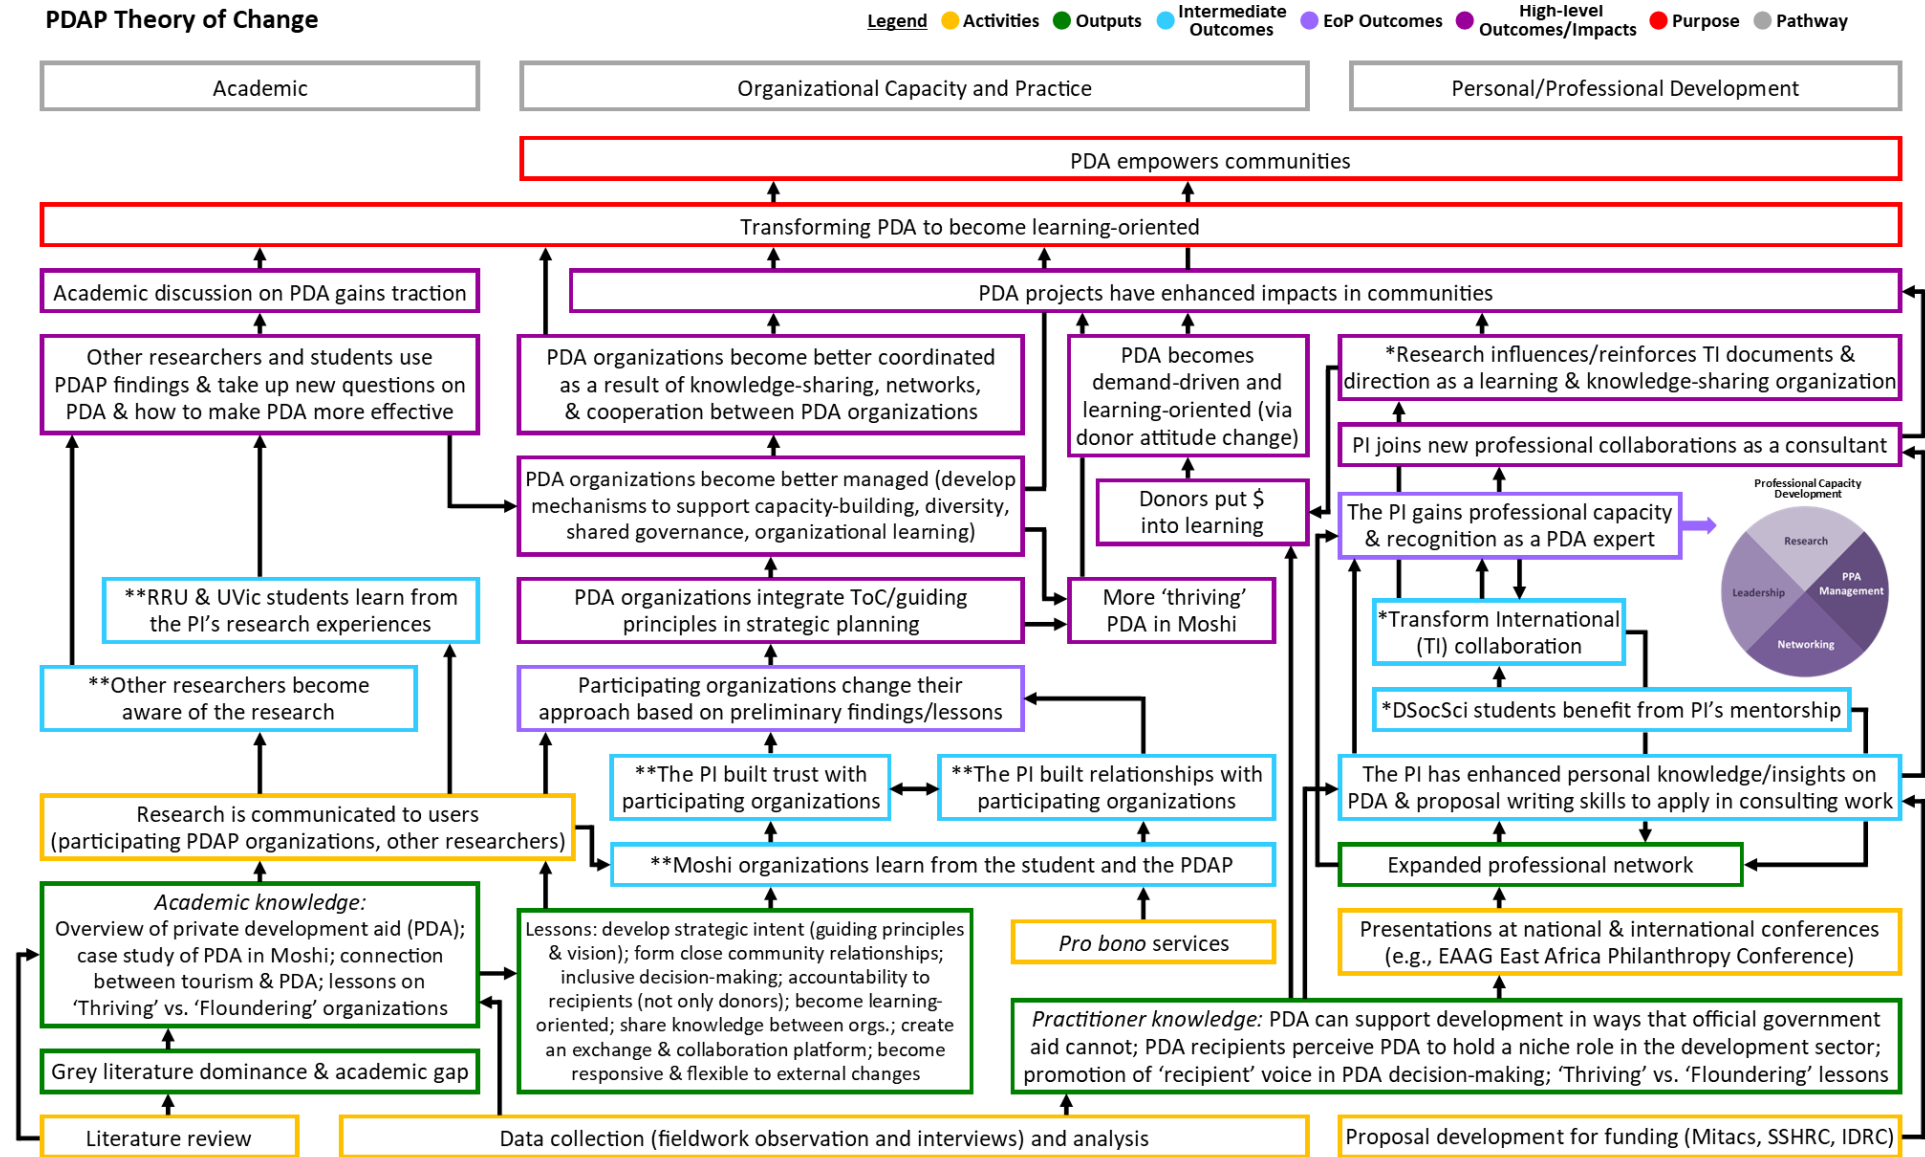 PDAP Theory of Change
Legend
Activities
Outputs
Intermediate
Outcomes
EoP Outcomes
High-level
Outcomes/Impacts
Purpose
Pathway
Academic
Organizational Capacity and Practice
Personal/Professional Development
PDA empowers communities
Transforming PDA to become learning-oriented
Academic discussion on PDA gains traction
PDA projects have enhanced impacts in communities
Other researchers and students use
PDAP findings & take up new questions on
PDA & how to make PDA more effective
PDA organizations become better coordinated
as a result of knowledge-sharing, networks,
& cooperation between PDA organizations
PDA becomes
demand-driven and
learning-oriented (via
donor attitude change)
*Research influences/reinforces TI documents &
direction as a learning & knowledge-sharing organization
PI joins new professional collaborations as a consultant
PDA organizations become better managed (develop
mechanisms to support capacity-building, diversity,
shared governance, organizational learning)
Donors put $
into learning
The PI gains professional capacity
& recognition as a PDA expert
Professional Capacity
Development
Research
PPA
Management
Leadership
Networking
**RRU & UVic students learn from
the PI's research experiences
PDA organizations integrate ToC/guiding
principles in strategic planning
More 'thriving'
PDA in Moshi
*Transform International
(TI) collaboration
**Other researchers become
aware of the research
Participating organizations change their
approach based on preliminary findings/lessons
*DSocSci students benefit from PI's mentorship
**The PI built trust with
participating organizations
**The PI built relationships with
participating organizations
The PI has enhanced personal knowledge/insights on
PDA & proposal writing skills to apply in consulting work
Research is communicated to users
(participating PDAP organizations, other researchers)
**Moshi organizations learn from the student and the PDAP
Expanded professional network
Academic knowledge:
Overview of private development aid (PDA);
case study of PDA in Moshi; connection
between tourism & PDA; lessons on
'Thriving' vs. 'Floundering' organizations
Lessons: develop strategic intent (guiding principles
& vision); form close community relationships;
inclusive decision-making; accountability to
recipients (not only donors); become learning-
oriented; share knowledge between orgs.; create
an exchange & collaboration platform; become
responsive & flexible to external changes
Pro bono services
Presentations at national & international conferences
(e.g., EAAG East Africa Philanthropy Conference)
Practitioner knowledge: PDA can support development in ways that official government
aid cannot; PDA recipients perceive PDA to hold a niche role in the development sector;
promotion of 'recipient' voice in PDA decision-making; 'Thriving' vs. 'Floundering' lessons
Grey literature dominance & academic gap
Literature review
Data collection (fieldwork observation and interviews) and analysis
Proposal development for funding (Mitacs, SSHRC, IDRC)